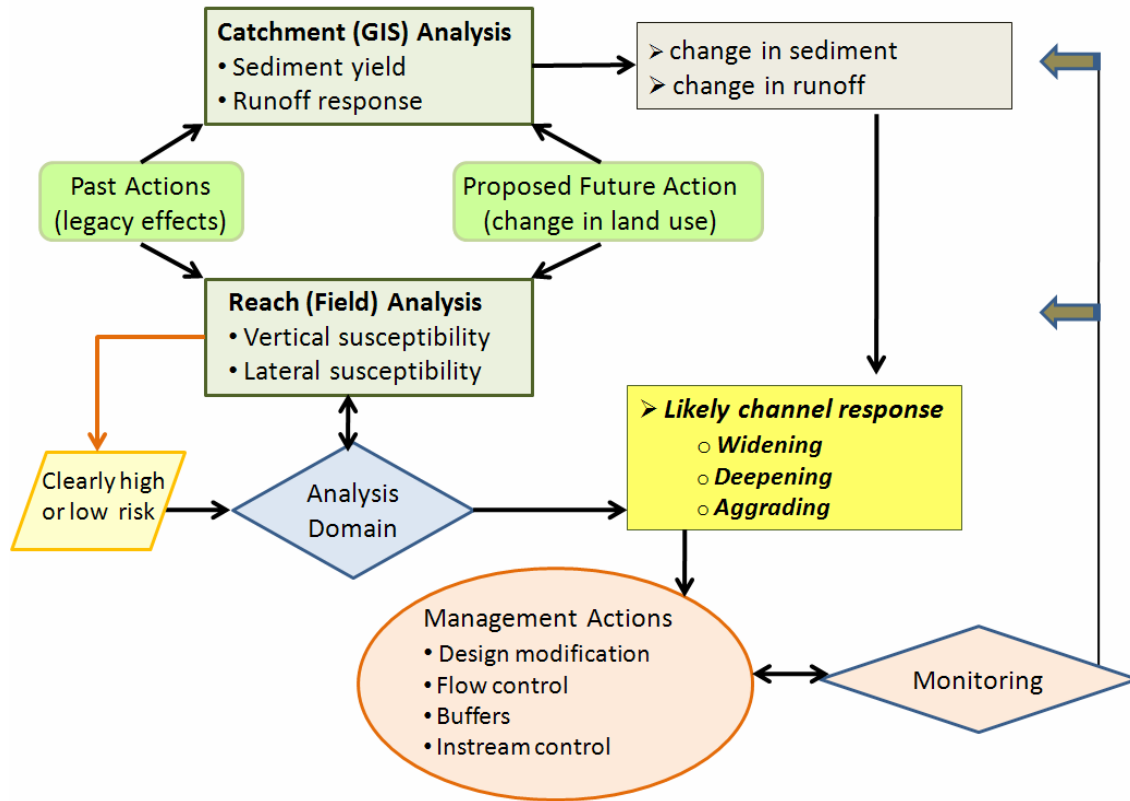 Catchment (GIS) Analysis
• Sediment yield
• Runoff response
➢ change in sediment
➢ change in runoff
Past Actions
(legacy effects)
Proposed Future Action
(change in land use)
Reach (Field) Analysis
• Vertical susceptibility
• Lateral susceptibility
➢ Likely channel response
o Widening
o Deepening
o Aggrading
Clearly high
or low risk
Analysis
Domain
Management Actions
• Design modification
• Flow control
• Buffers
• Instream control
Monitoring